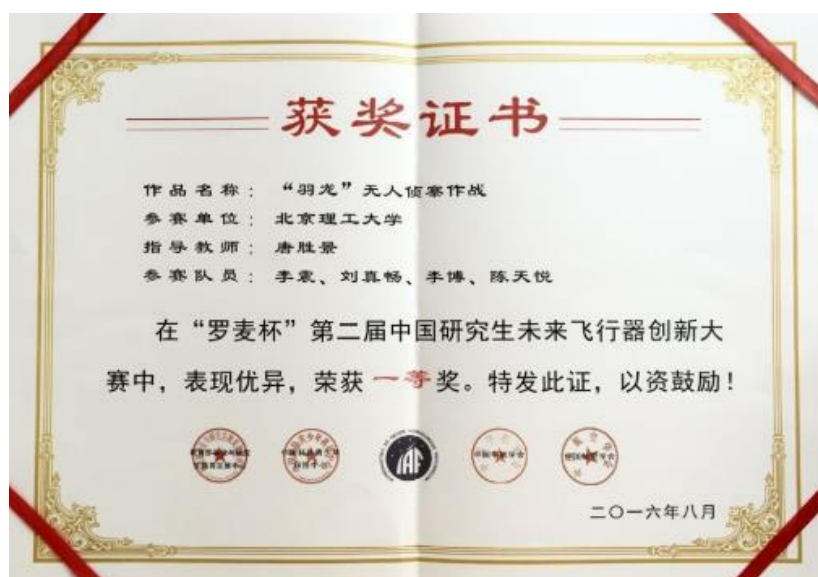 获奖证书
作品名称：“羽龙”无人侦察作战
参赛单位：北京理工大学
指导教师：唐胜景
参赛队员：李震、刘真畅、李博、陈天悦
在“罗麦杯”第二届中国研究生未来飞行器创新大
赛中，表现优异，荣获一等奖。特发此证，以资鼓励！
IAF
二〇一六年八月